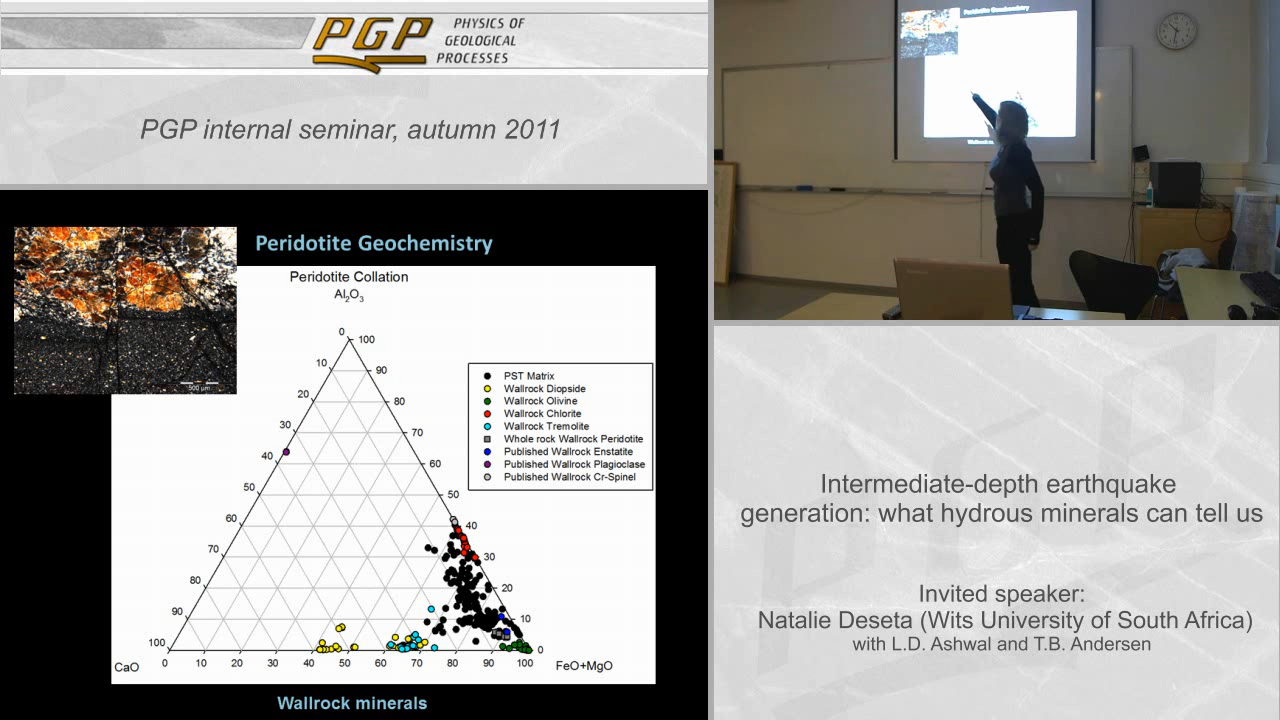 PGP
PHYSICS OF
GEOLOGICAL
PROCESSES
PGP internal seminar, autumn 2011
Peridotite Geochemistry
500 µm
Peridotite Collation
Al2O3
0
10
20
30
40
50
60
70
80
90
100
100
90
80
70
60
50
40
30
20
10
0
0
10
20
30
40
50
60
70
80
90
100
CaO
FeO+MgO
PST Matrix
Wallrock Diopside
Wallrock Olivine
Wallrock Chlorite
Wallrock Tremolite
Whole rock Wallrock Peridotite
Published Wallrock Enstatite
Published Wallrock Plagioclase
Published Wallrock Cr-Spinel
Wallrock minerals
Peridotite Geochemistry
Intermediate-depth earthquake
generation: what hydrous minerals can tell us
Invited speaker:
Natalie Deseta (Wits University of South Africa)
with L.D. Ashwal and T.B. Andersen